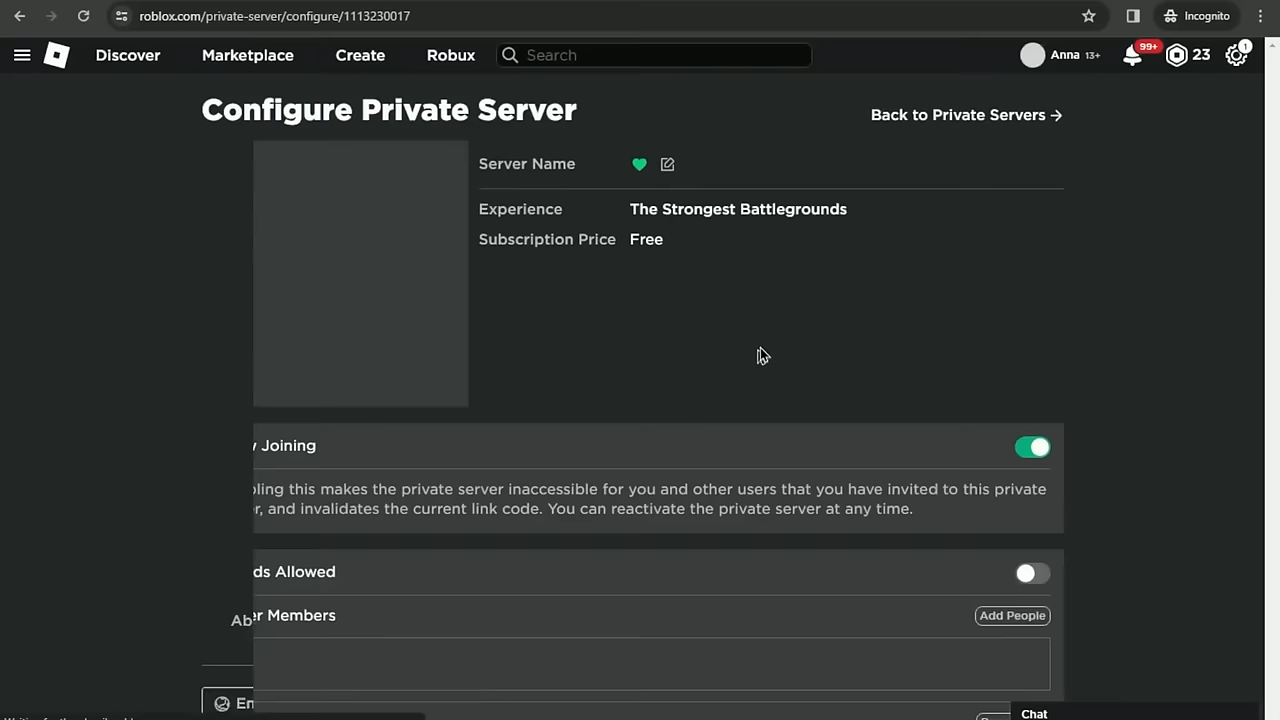 roblox.com/private-server/configure/1113230017
Incognito
Discover
Marketplace
Create
Robux
Search
Anna 13+
99+
23
1
Configure Private Server
Back to Private Servers →
Server Name
Experience The Strongest Battlegrounds
Subscription Price Free
Joining
bling this makes the private server inaccessible for you and other users that you have invited to this private
r, and invalidates the current link code. You can reactivate the private server at any time.
ds Allowed
er Members
Add People
Ab
En
Chat